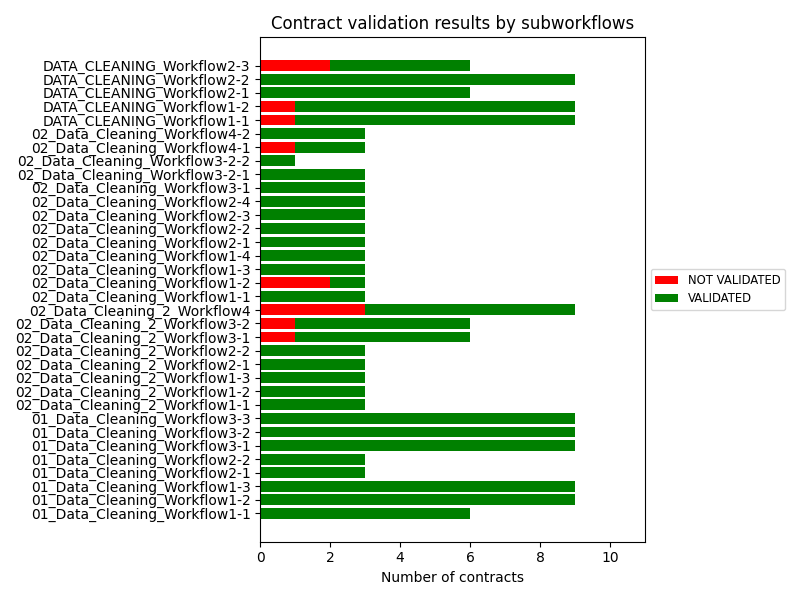 Contract validation results by subworkflows
DATA_CLEANING_Workflow2-3
DATA_CLEANING_Workflow2-2
DATA_CLEANING_Workflow2-1
DATA_CLEANING_Workflow1-2
DATA_CLEANING_Workflow1-1
02_Data_Cleaning_Workflow4-2
02_Data_Cleaning_Workflow4-1
02_Data_Cleaning_Workflow3-2-2
02_Data_Cleaning_Workflow3-2-1
02_Data_Cleaning_Workflow3-1
02_Data_Cleaning_Workflow2-4
02_Data_Cleaning_Workflow2-3
02_Data_Cleaning_Workflow2-2
02_Data_Cleaning_Workflow2-1
02_Data_Cleaning_Workflow1-4
02_Data_Cleaning_Workflow1-3
02_Data_Cleaning_Workflow1-2
02_Data_Cleaning_Workflow1-1
02_Data_Cleaning_2_Workflow4
02_Data_Cleaning_2_Workflow3-2
02_Data_Cleaning_2_Workflow3-1
02_Data_Cleaning_2_Workflow2-2
02_Data_Cleaning_2_Workflow2-1
02_Data_Cleaning_2_Workflow1-3
02_Data_Cleaning_2_Workflow1-2
02_Data_Cleaning_2_Workflow1-1
01_Data_Cleaning_Workflow3-3
01_Data_Cleaning_Workflow3-2
01_Data_Cleaning_Workflow3-1
01_Data_Cleaning_Workflow2-2
01_Data_Cleaning_Workflow2-1
01_Data_Cleaning_Workflow1-3
01_Data_Cleaning_Workflow1-2
01_Data_Cleaning_Workflow1-1
0 2 4 6 8 10
Number of contracts
NOT VALIDATED
VALIDATED